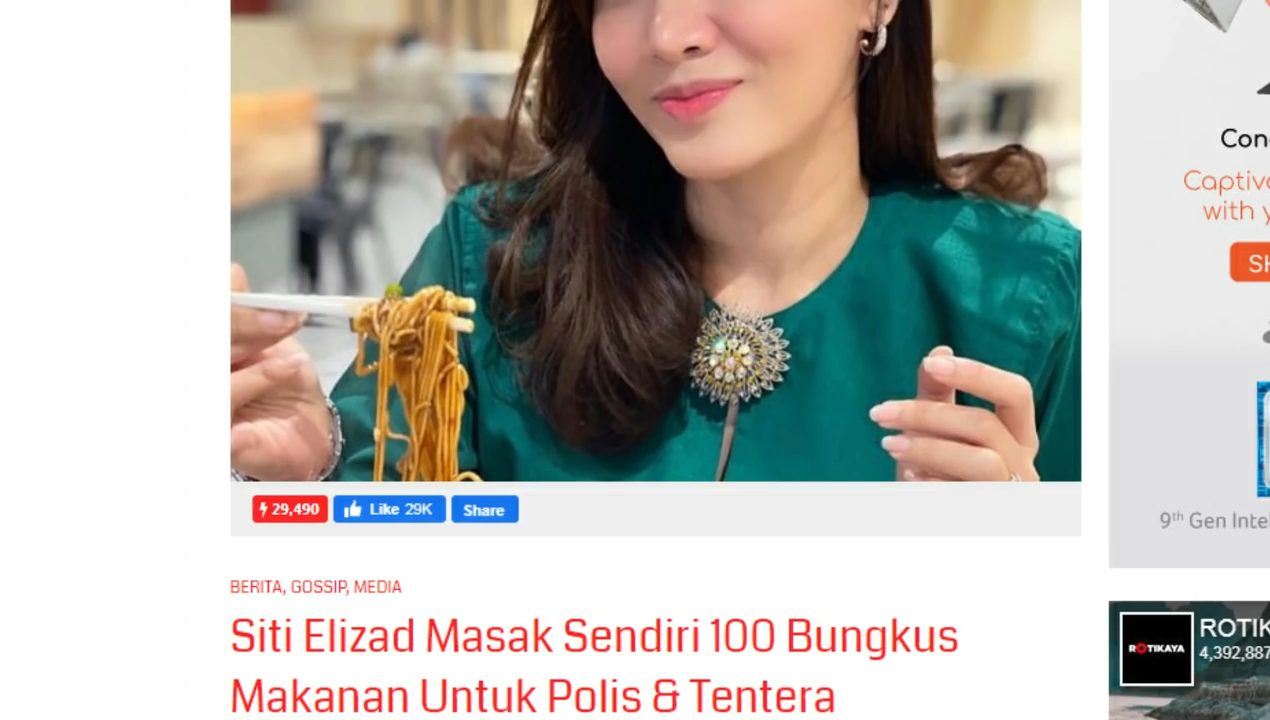 Con
Captiv
with y
SH
9th Gen Inte
29,490
Like 29K
Share
BERITA, GOSSIP, MEDIA
Siti Elizad Masak Sendiri 100 Bungkus
Makanan Untuk Polis & Tentera
ROTIKAYA
ROTIK
4,392,887